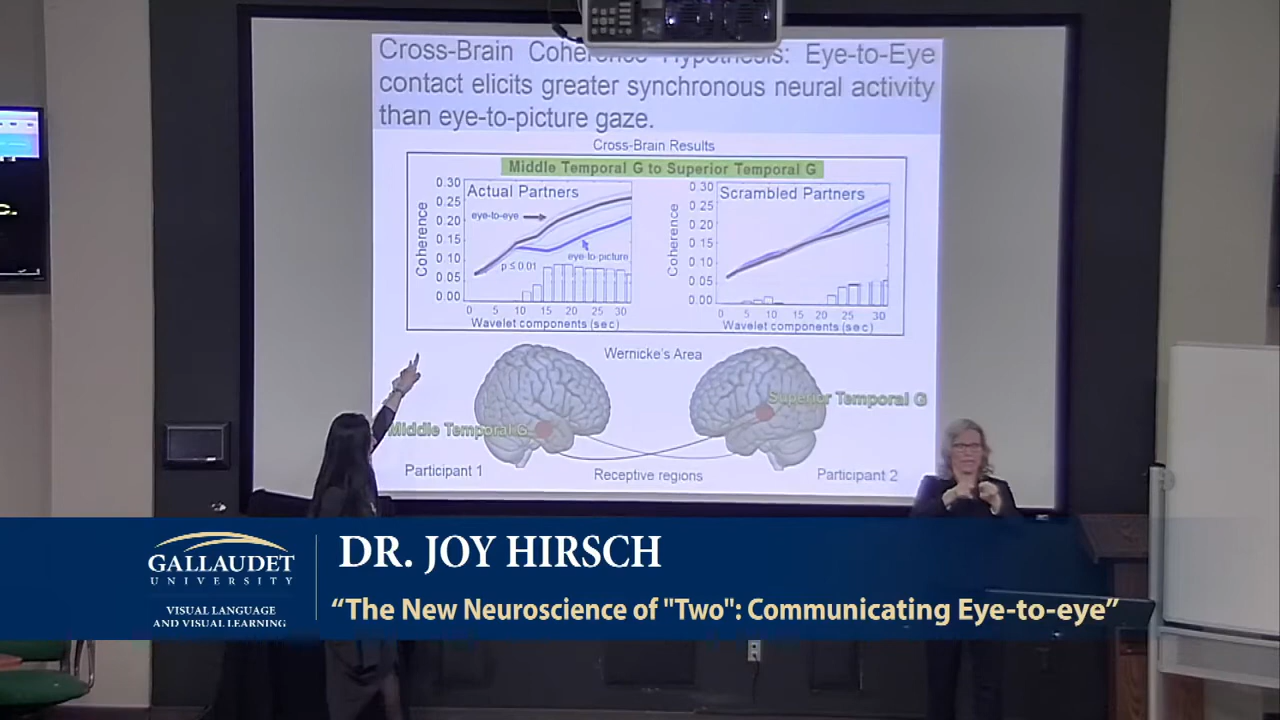 Cross-Brain Coherence Hypothesis: Eye-to-Eye
contact elicits greater synchronous neural activity
than eye-to-picture gaze.
Cross-Brain Results
Middle Temporal G to Superior Temporal G
Actual Partners
Coherence
0.30
0.25
0.20
0.15
0.10
0.05
0.00
eye-to-eye
eye-to-picture
p ≤ 0.01
0 5 10 15 20 25 30
Wavelet components (sec)
Scrambled Partners
Coherence
0.30
0.20
0.20
0.15
0.10
0.05
0.00
0 5 10 15 20 25 30
Wavelet components (sec)
Wernicke's Area
Middle Temporal G
Superior Temporal G
Participant 1
Receptive regions
Participant 2
C.
GALLAUDET
UNIVERSITY
VISUAL LANGUAGE
AND VISUAL LEARNING
DR. JOY HIRSCH
“The New Neuroscience of "Two": Communicating Eye-to-eye”